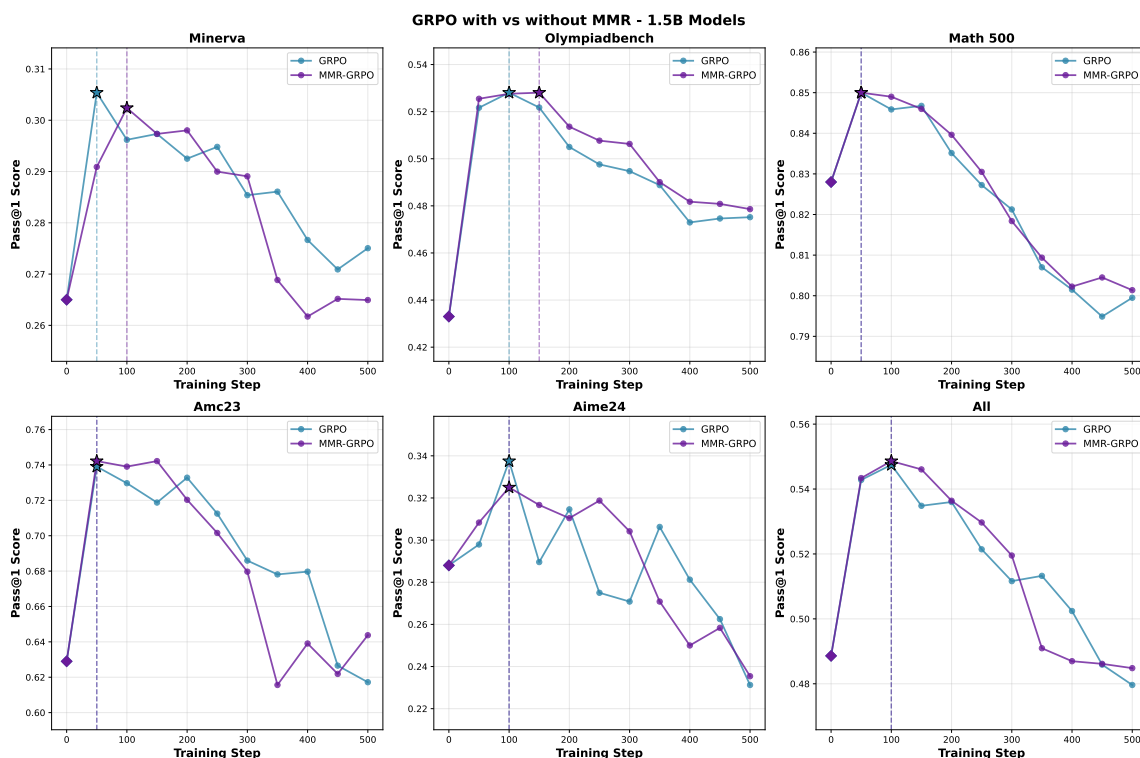 GRPO with vs without MMR - 1.5B Models
Minerva
Olympiadbench
Math 500
Pass@1 Score
0.31
0.30
0.29
0.28
0.27
0.26
GRPO
MMR-GRPO
0
100
200
300
400
500
Training Step
Pass@1 Score
0.54
0.52
0.50
0.48
0.46
0.44
0.42
GRPO
MMR-GRPO
0
100
200
300
400
500
Training Step
Pass@1 Score
0.86
0.85
0.84
0.83
0.82
0.81
0.80
0.79
GRPO
MMR-GRPO
0
100
200
300
400
500
Training Step
Amc23
Aime24
All
Pass@1 Score
0.76
0.74
0.72
0.70
0.68
0.66
0.64
0.62
0.60
GRPO
MMR-GRPO
0
100
200
300
400
500
Training Step
Pass@1 Score
0.34
0.32
0.30
0.28
0.26
0.24
0.22
GRPO
MMR-GRPO
0
100
200
300
400
500
Training Step
Pass@1 Score
0.56
0.54
0.52
0.50
0.48
GRPO
MMR-GRPO
0
100
200
300
400
500
Training Step